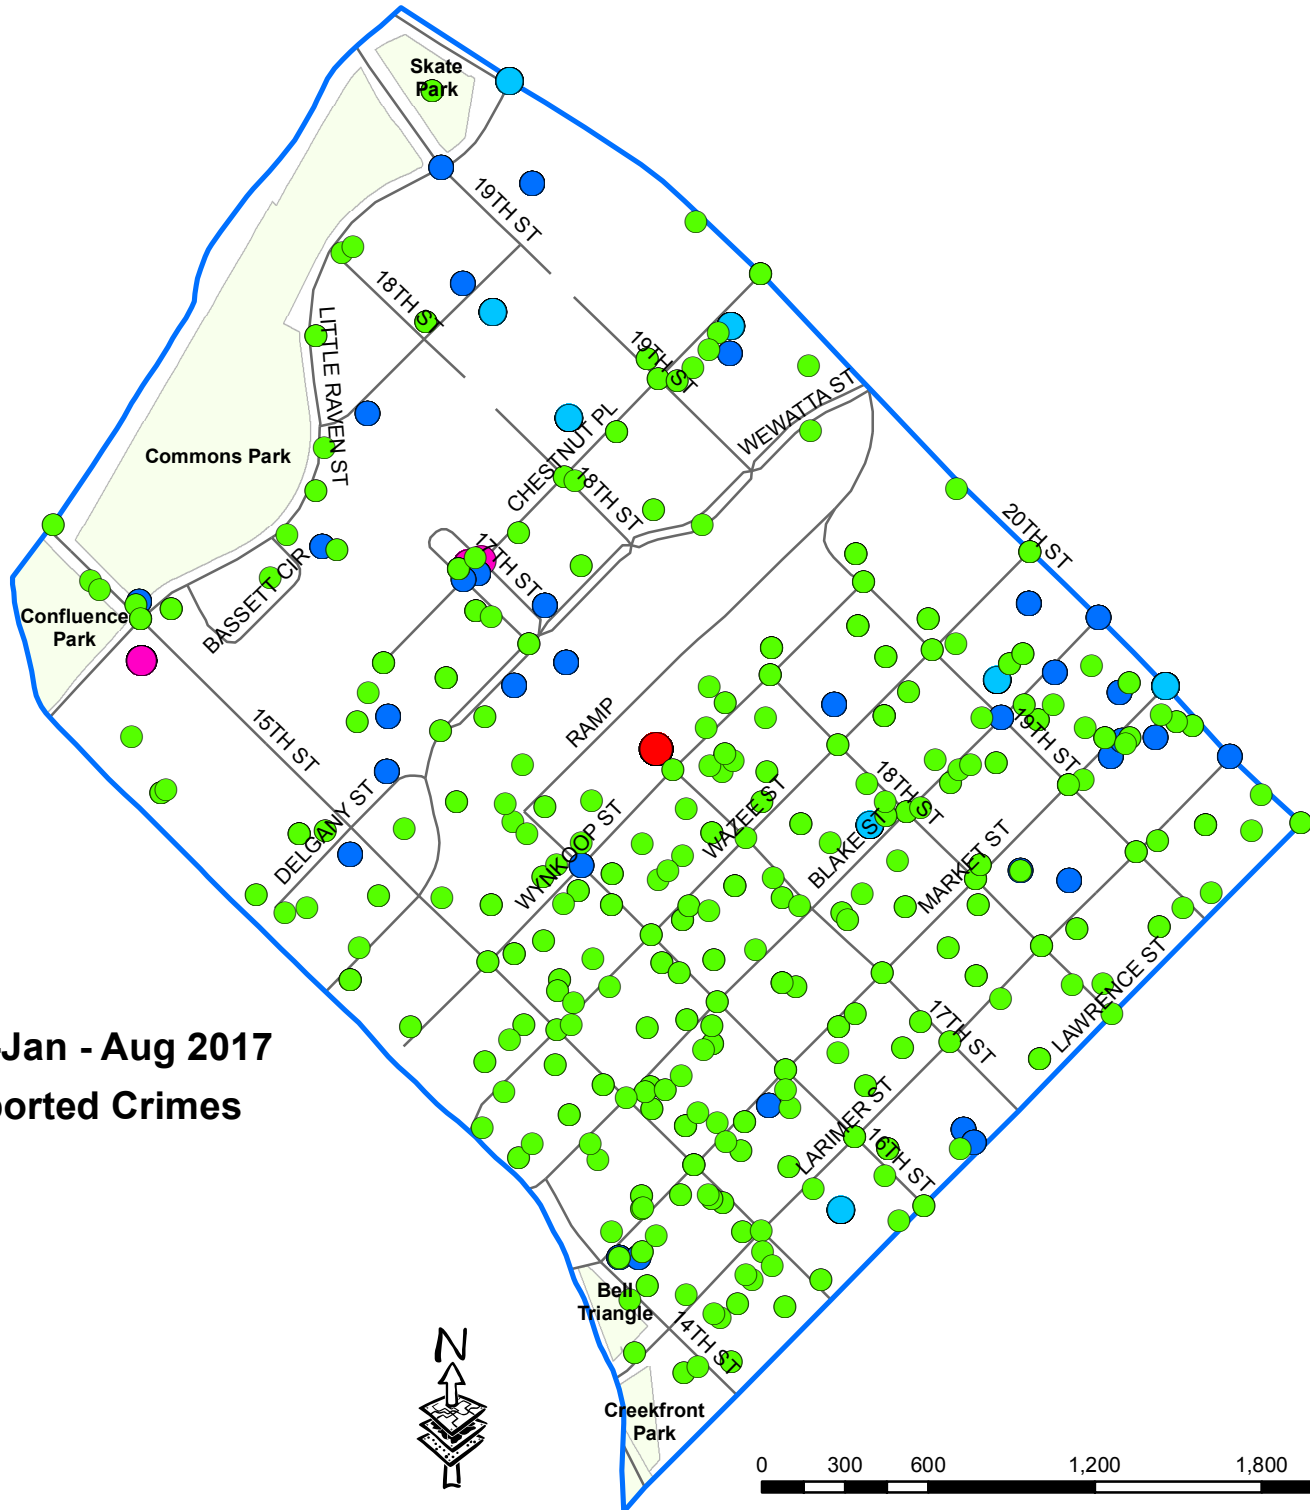 Skate
Park
19TH ST
18TH ST
LITTLE RAVEN ST
19TH ST
WEWATTA ST
Commons Park
CHESTNUT PL
18TH ST
20TH ST
17TH ST
BASSETT CIR
Confluence
Park
15TH ST
RAMP
19TH ST
DELGANY ST
WYNKOOP ST
WAZEE ST
18TH ST
BLAKE ST
MARKET ST
LAWRENCE ST
17TH ST
Jan - Aug 2017
orted Crimes
LARIMER ST
16TH ST
Bell
Triangle
14TH ST
N
Creekfront
Park
0 300 600 1,200 1,800